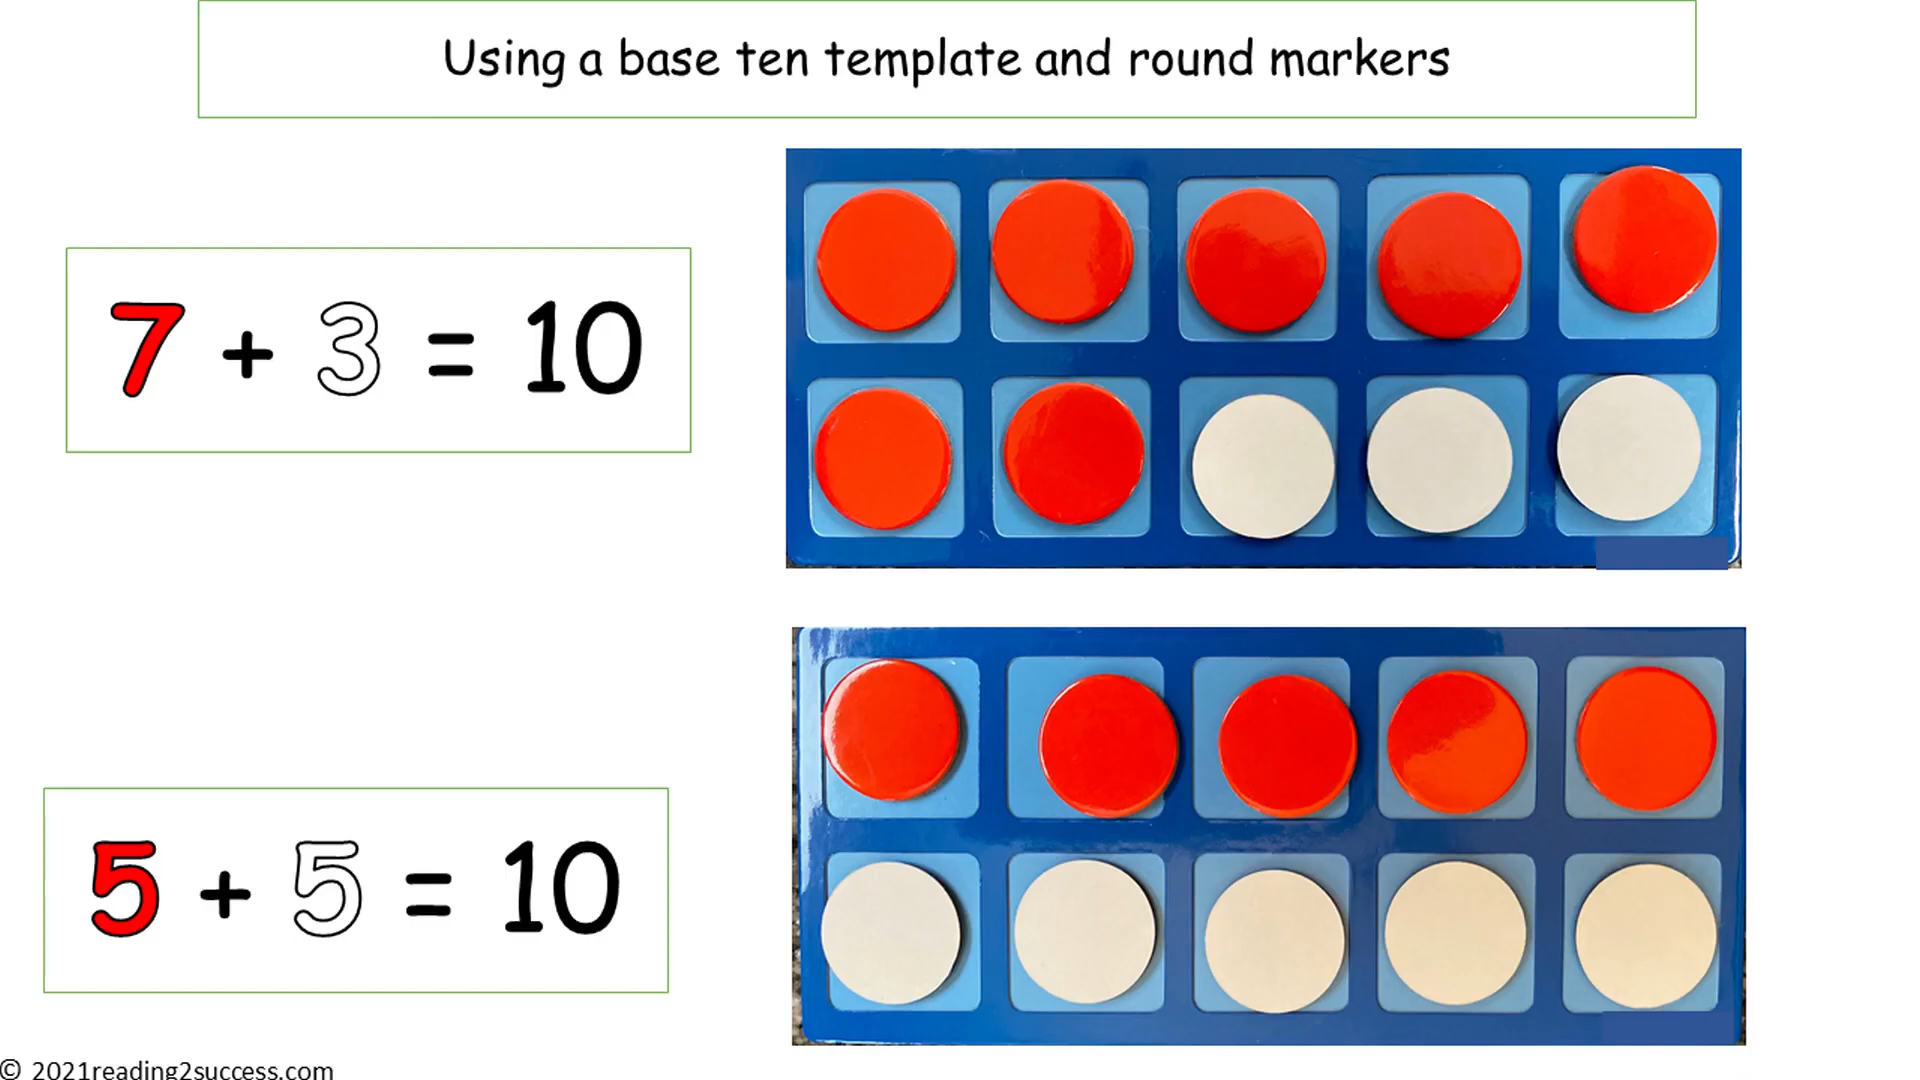 Using a base ten template and round markers
7 + 3 = 10
5 + 5 = 10
© 2021reading2success.com